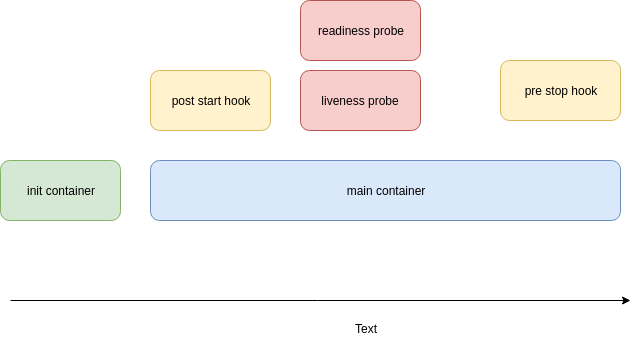 readiness probe
post start hook
liveness probe
pre stop hook
init container
main container
Text